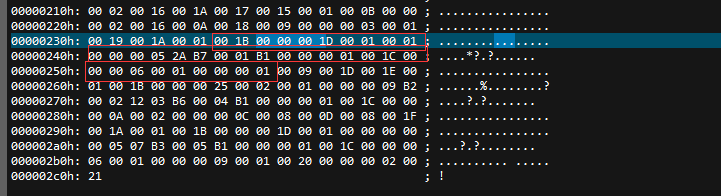 00000210h: 00 02 00 16 00 1A 00 17 00 15 00 01 00 0B 00 00 ; ................
00000220h: 00 02 00 16 00 0A 00 18 00 09 00 00 00 03 00 01 ; ................
00000230h: 00 19 00 1A 00 01 00 1B 00 00 00 1D 00 01 00 01 ; ................
00000240h: 00 00 00 05 2A B7 00 01 B1 00 00 00 01 00 1C 00 ; ....*?.?......
00000250h: 00 00 06 00 01 00 00 00 01 00 09 00 1D 00 1E 00 ; ................
00000260h: 01 00 1B 00 00 00 25 00 02 00 01 00 00 00 09 B2 ; ......%........?
00000270h: 00 02 12 03 B6 00 04 B1 00 00 00 01 00 1C 00 00 ; ....?.?.......
00000280h: 00 0A 00 02 00 00 00 0C 00 08 00 0D 00 08 00 1F ; ................
00000290h: 00 1A 00 01 00 1B 00 00 00 1D 00 01 00 00 00 00 ; ................
000002a0h: 00 05 07 B3 00 05 B1 00 00 00 01 00 1C 00 00 00 ; ...?.?........
000002b0h: 06 00 01 00 00 00 09 00 01 00 20 00 00 00 02 00 ; .......... .....
000002c0h: 21 ; !